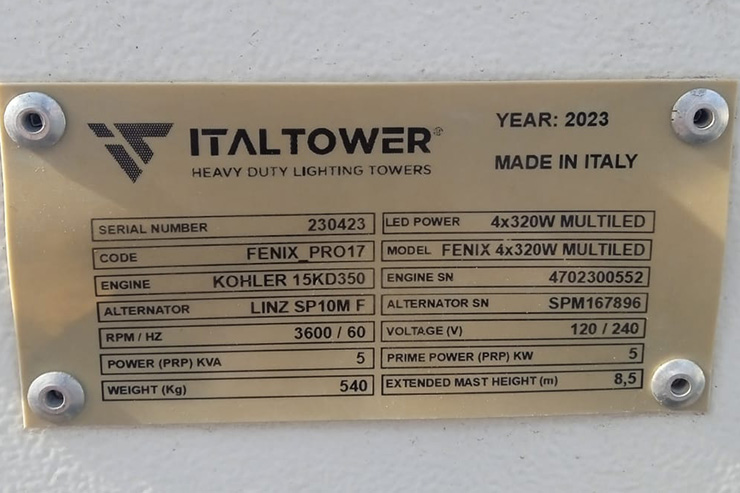 ITALTOWER®
HEAVY DUTY LIGHTING TOWERS
YEAR: 2023
MADE IN ITALY
SERIAL NUMBER 230423 LED POWER 4x320W MULTILED
CODE FENIX_PRO17 MODEL FENIX 4x320W MULTILED
ENGINE KOHLER 15KD350 ENGINE SN 4702300552
ALTERNATOR LINZ SP10M F ALTERNATOR SN SPM167896
RPM / HZ 3600 / 60 VOLTAGE (V) 120 / 240
POWER (PRP) KVA 5 PRIME POWER (PRP) KW 5
WEIGHT (Kg) 540 EXTENDED MAST HEIGHT (m) 8,5